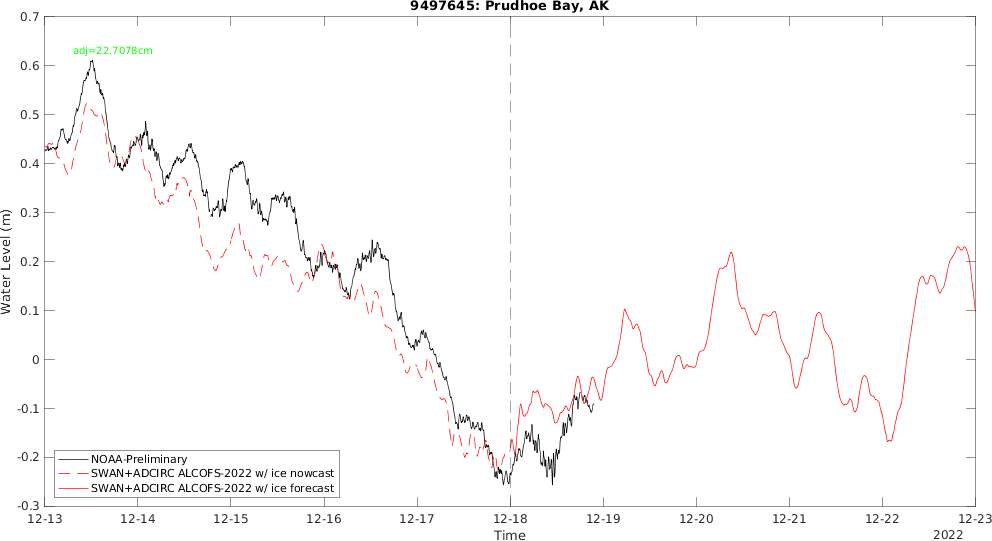 9497645: Prudhoe Bay, AK
adj=22.7078cm
0.7
0.6
0.5
0.4
0.3
0.2
0.1
0
-0.1
-0.2
-0.3
Water Level (m)
NOAA-Preliminary
SWAN+ADCIRC ALCOFS-2022 w/ ice nowcast
SWAN+ADCIRC ALCOFS-2022 w/ ice forecast
12-13 12-14 12-15 12-16 12-17 12-18 12-19 12-20 12-21 12-22 12-23
Time
2022